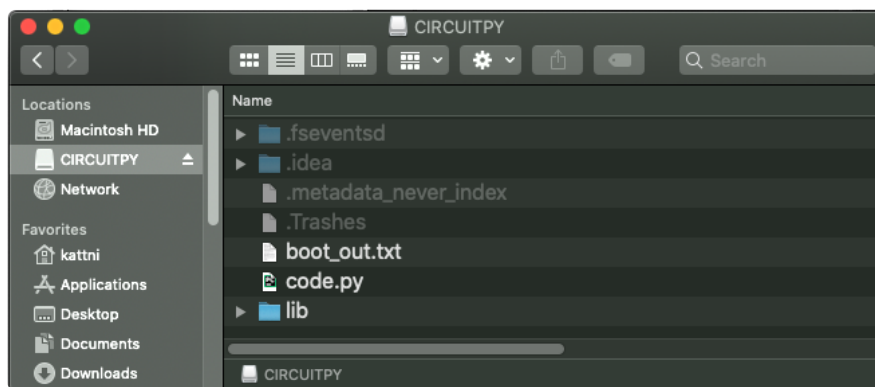 CIRCUITPY
Search
Locations
Macintosh HD
CIRCUITPY
Network
Favorites
kattni
Applications
Desktop
Documents
Downloads
Name
.fseventsd
.idea
.metadata_never_index
.Trashes
boot_out.txt
code.py
lib
CIRCUITPY